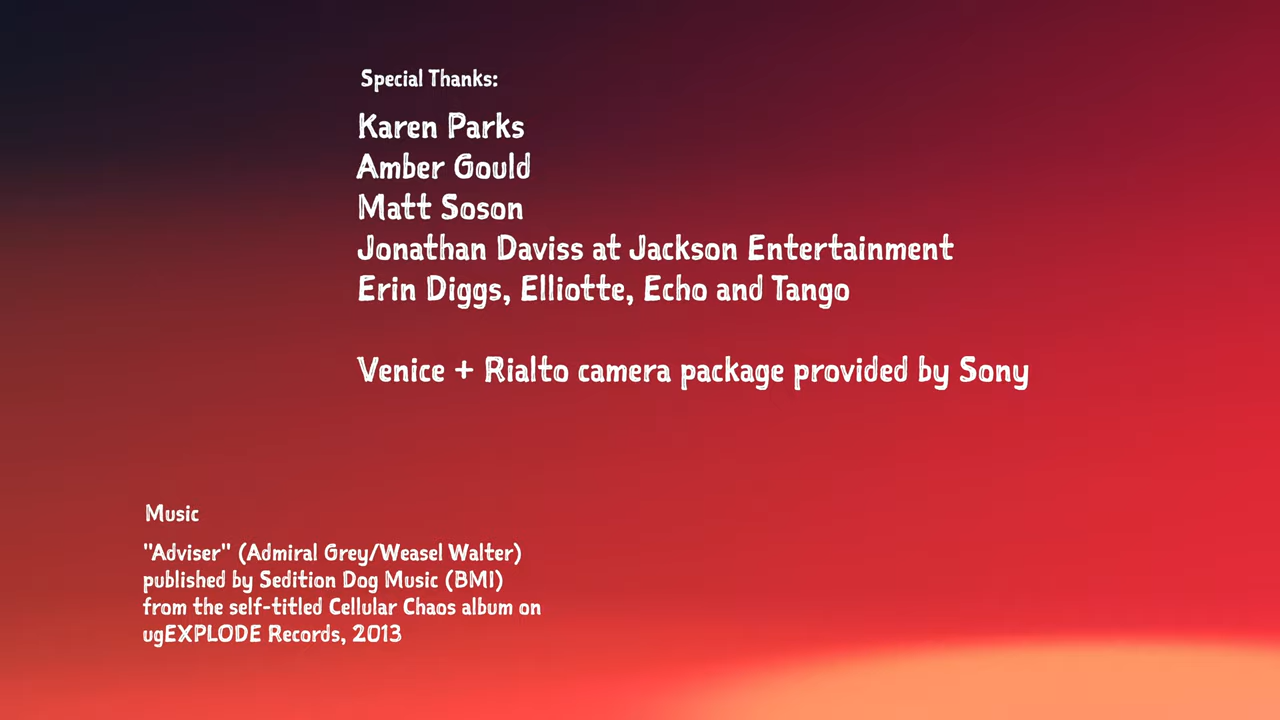 Special Thanks:
Karen Parks
Amber Gould
Matt Soson
Jonathan Daviss at Jackson Entertainment
Erin Diggs, Elliotte, Echo and Tango
Venice + Rialto camera package provided by Sony
Music
"Adviser" (Admiral Grey/Weasel Walter)
published by Sedition Dog Music (BMI)
from the self-titled Cellular Chaos album on
ugEXPLODE Records, 2013